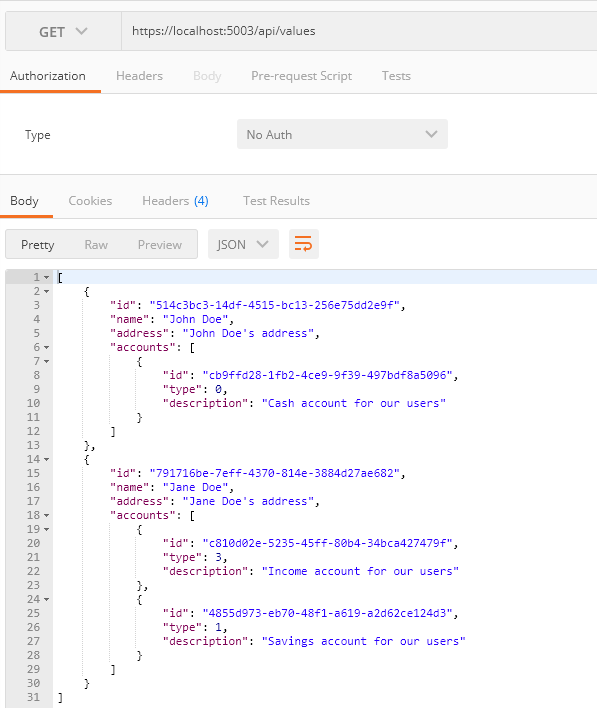 GET https://localhost:5003/api/values
Authorization Headers Body Pre-request Script Tests
Type No Auth
Body Cookies Headers (4) Test Results
Pretty Raw Preview JSON
1 [
2 {
3 "id": "514c3bc3-14df-4515-bc13-256e75dd2e9f",
4 "name": "John Doe",
5 "address": "John Doe's address",
6 "accounts": [
7 {
8 "id": "cb9ffd28-1fb2-4ce9-9f39-497bdf8a5096",
9 "type": 0,
10 "description": "Cash account for our users"
11 }
12 ]
13 },
14 {
15 "id": "791716be-7eff-4370-814e-3884d27ae682",
16 "name": "Jane Doe",
17 "address": "Jane Doe's address",
18 "accounts": [
19 {
20 "id": "c810d02e-5235-45ff-80b4-34bca427479f",
21 "type": 3,
22 "description": "Income account for our users"
23 },
24 {
25 "id": "4855d973-eb70-48f1-a619-a2d62ce124d3",
26 "type": 1,
27 "description": "Savings account for our users"
28 }
29 ]
30 }
31 ]